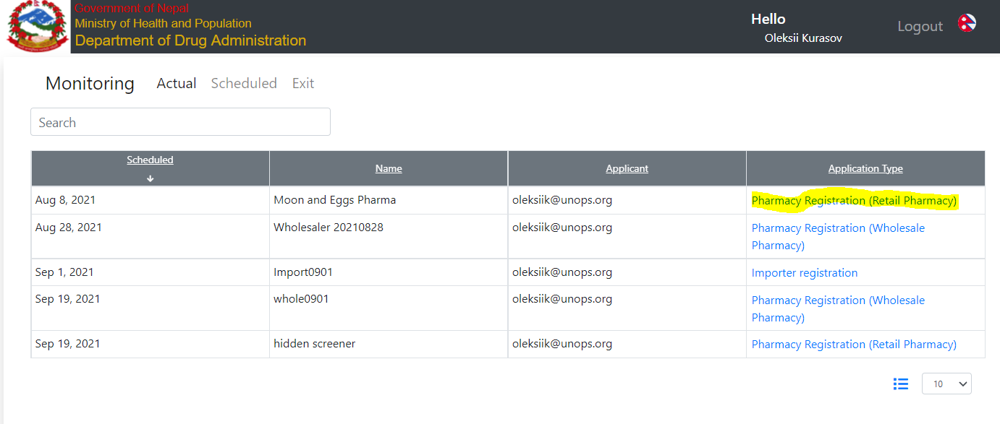 Government of Nepal
Ministry of Health and Population
Department of Drug Administration
Hello
Oleksii Kurasov
Logout
Monitoring Actual Scheduled Exit
Search
Scheduled Name Applicant Application Type
Aug 8, 2021 Moon and Eggs Pharma oleksiik@unops.org Pharmacy Registration (Retail Pharmacy)
Aug 28, 2021 Wholesaler 20210828 oleksiik@unops.org Pharmacy Registration (Wholesale
Pharmacy)
Sep 1, 2021 Import0901 oleksiik@unops.org Importer registration
Sep 19, 2021 whole0901 oleksiik@unops.org Pharmacy Registration (Wholesale
Pharmacy)
Sep 19, 2021 hidden screener oleksiik@unops.org Pharmacy Registration (Retail Pharmacy)
10